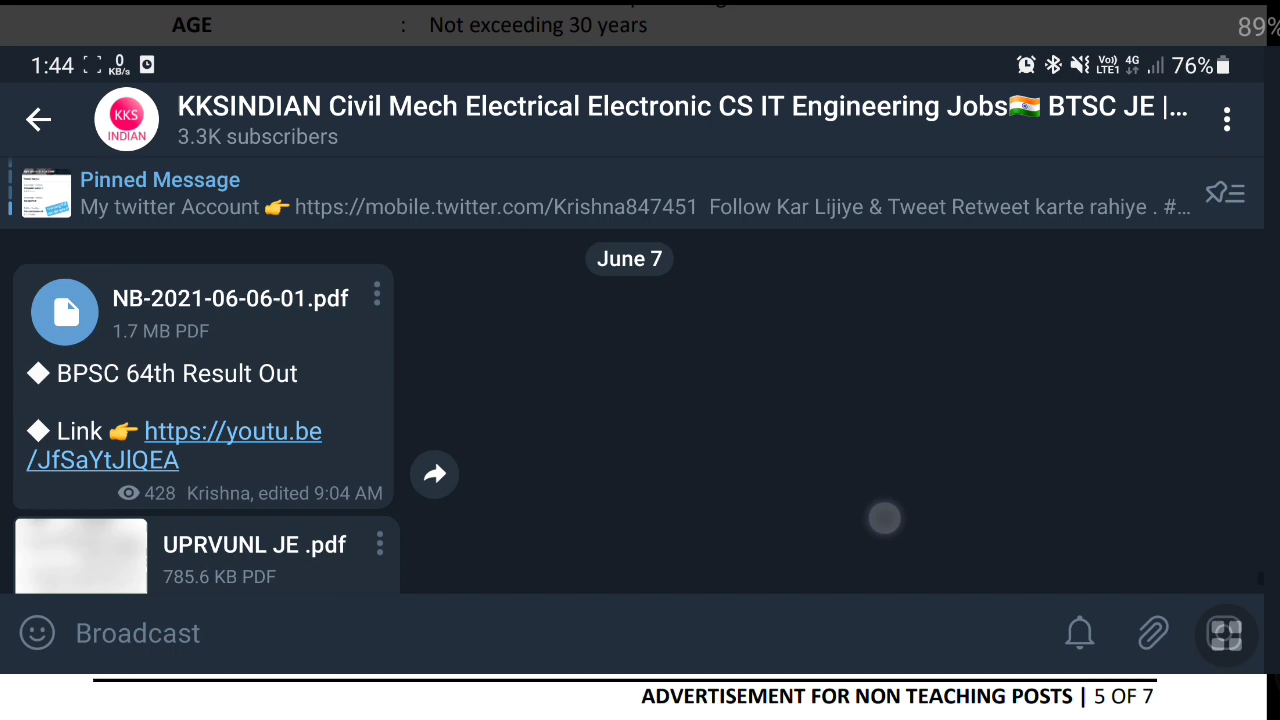 AGE : Not exceeding 30 years
89%
1:44 0 KB/s Vo) LTE1 4G 76%
KKS INDIAN
KKSINDIAN Civil Mech Electrical Electronic CS IT Engineering Jobs🇮🇳 BTSC JE |...
3.3K subscribers
Pinned Message
My twitter Account 👉 https://mobile.twitter.com/Krishna847451 Follow Kar Lijiye & Tweet Retweet karte rahiye . #...
June 7
NB-2021-06-06-01.pdf
1.7 MB PDF
◆ BPSC 64th Result Out
◆ Link 👉 https://youtu.be
/JfSaYtJlQEA
428 Krishna, edited 9:04 AM
UPRVUNL JE .pdf
785.6 KB PDF
Broadcast
ADVERTISEMENT FOR NON TEACHING POSTS | 5 OF 7